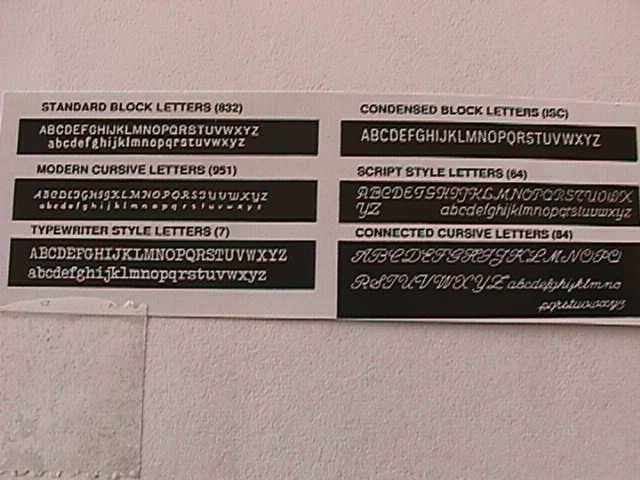 STANDARD BLOCK LETTERS (832)
ABCDEFGHIJKLMNOPQRSTUVWXYZ
abcdefghijklmnopqrstuvwxyz
MODERN CURSIVE LETTERS (951)
ABCDEFGHIJKLMNOPQRSTUVWXYZ
abcdefghijklmnopqrstuvwxyz
TYPEWRITER STYLE LETTERS (7)
ABCDEFGHIJKLMNOPQRSTUVWXYZ
abcdefghijklmnopqrstuvwxyz
CONDENSED BLOCK LETTERS (ISC)
ABCDEFGHIJKLMNOPQRSTUVWXYZ
SCRIPT STYLE LETTERS (64)
ABCDEFGHIJKLMNOPQRSTUVWX
YZ abcdefghijklmnopqrstuvwxyz
CONNECTED CURSIVE LETTERS (84)
ABCDEFGHIJKLMNOPQ
RSTUVWXYZ abcdefghijklmno
pqrstuvwxyz